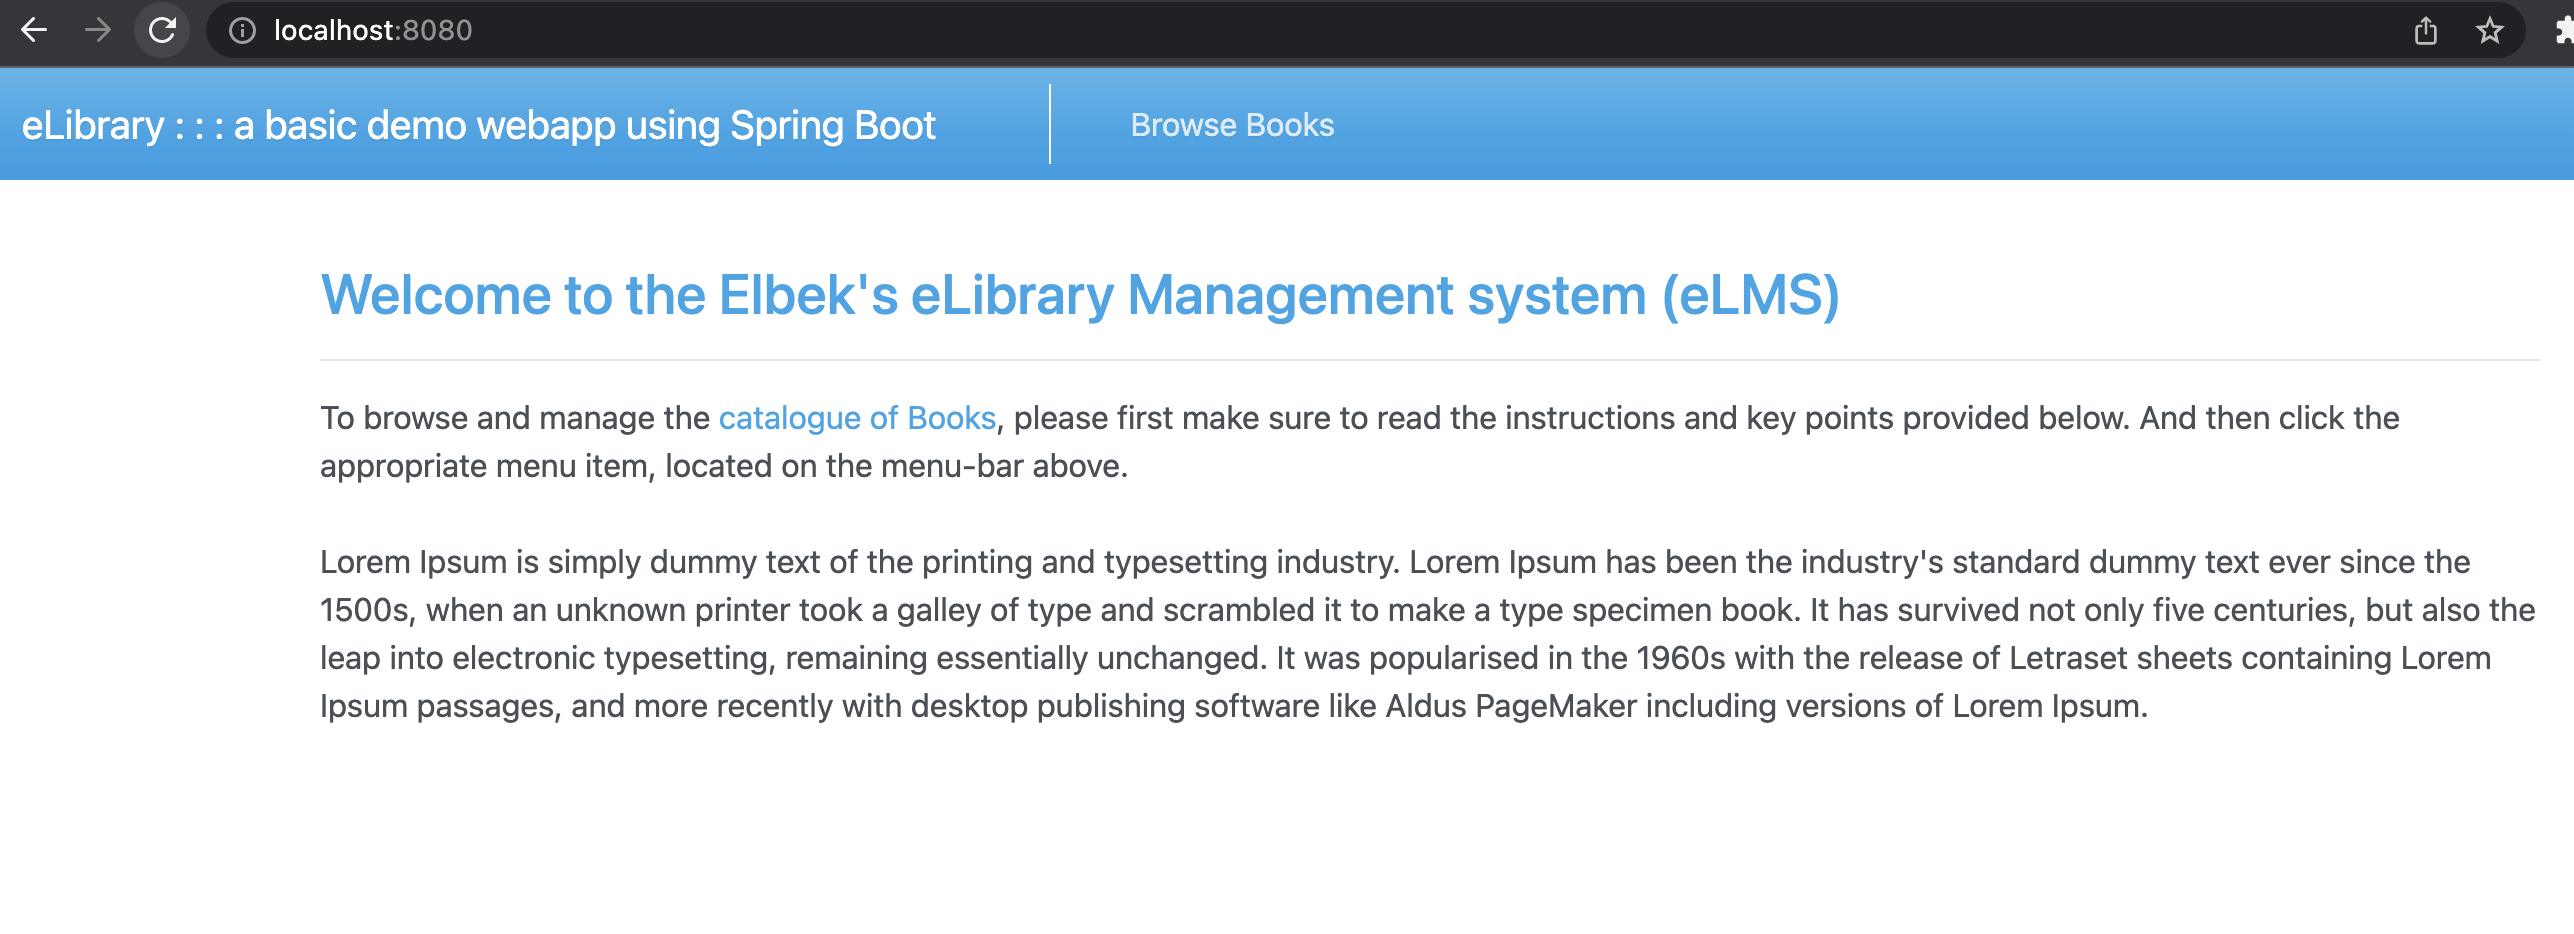 localhost:8080
eLibrary : : : a basic demo webapp using Spring Boot
Browse Books
Welcome to the Elbek's eLibrary Management system (eLMS)
To browse and manage the catalogue of Books, please first make sure to read the instructions and key points provided below. And then click the
appropriate menu item, located on the menu-bar above.
Lorem Ipsum is simply dummy text of the printing and typesetting industry. Lorem Ipsum has been the industry's standard dummy text ever since the
1500s, when an unknown printer took a galley of type and scrambled it to make a type specimen book. It has survived not only five centuries, but also the
leap into electronic typesetting, remaining essentially unchanged. It was popularised in the 1960s with the release of Letraset sheets containing Lorem
Ipsum passages, and more recently with desktop publishing software like Aldus PageMaker including versions of Lorem Ipsum.